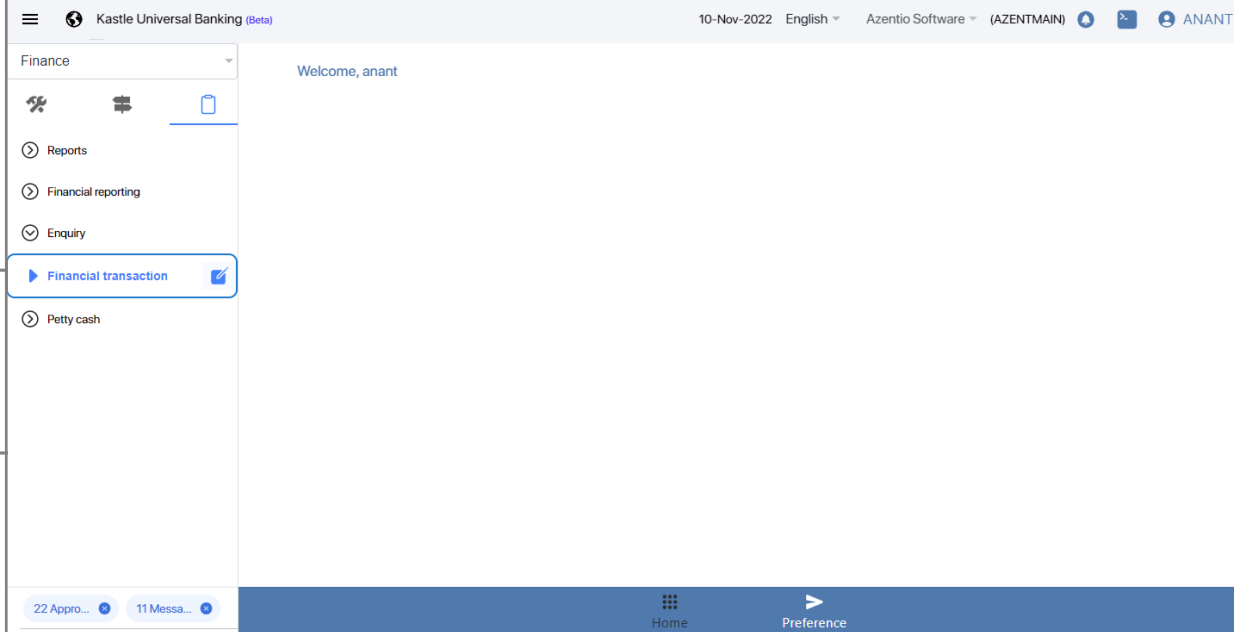 Kastle Universal Banking (Beta) 10-Nov-2022 English Azentio Software (AZENTMAIN) ANANT
Finance
Welcome, anant
Reports
Financial reporting
Enquiry
Financial transaction
Petty cash
22 Appro... 11 Messa...
Home Preference